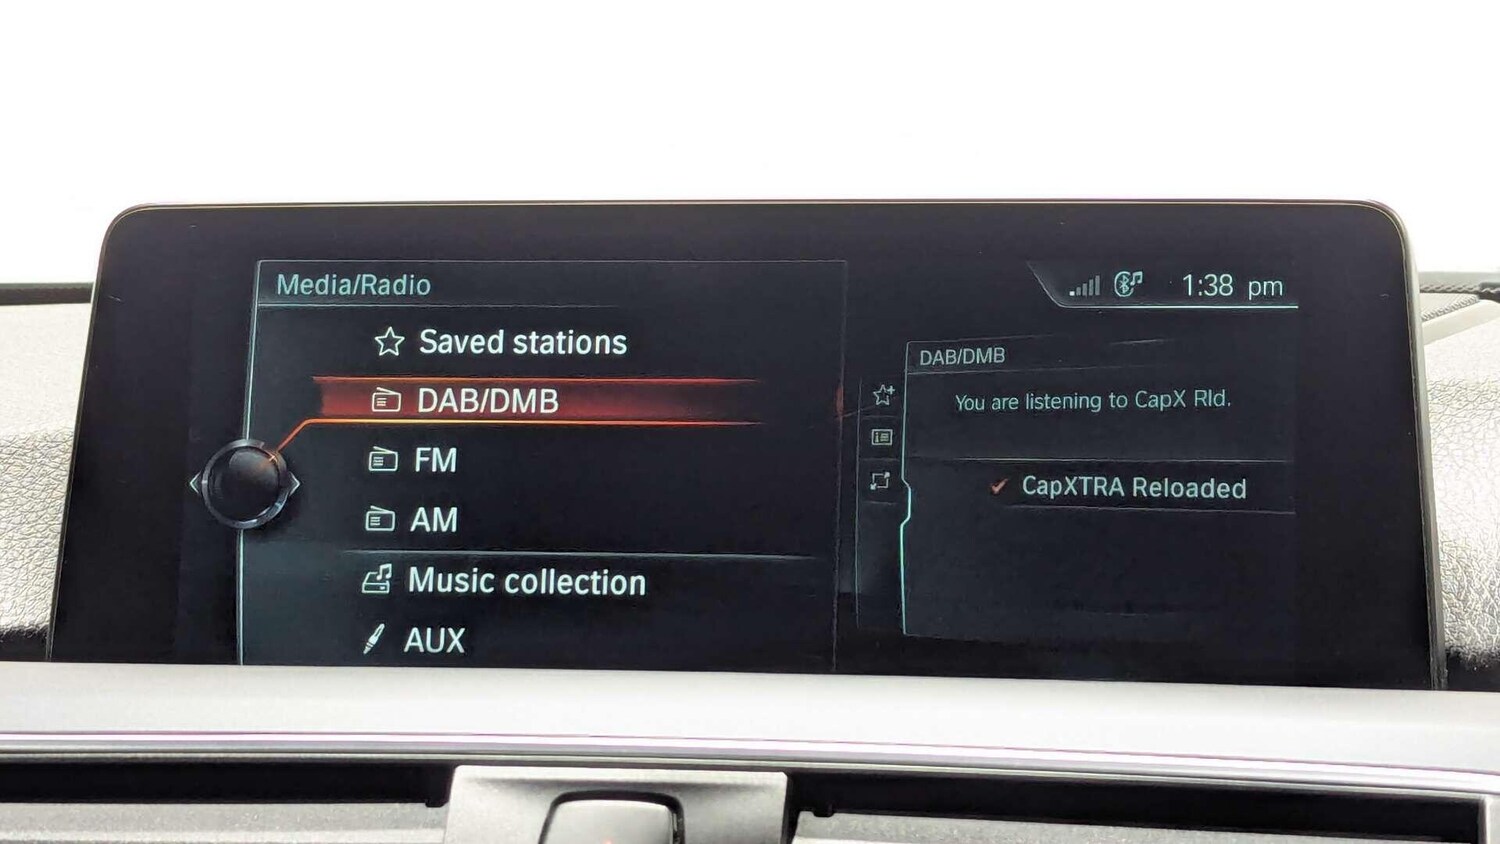 Media/Radio
1:38 pm
Saved stations
DAB/DMB
FM
AM
Music collection
AUX
DAB/DMB
You are listening to CapX Rld.
CapXTRA Reloaded